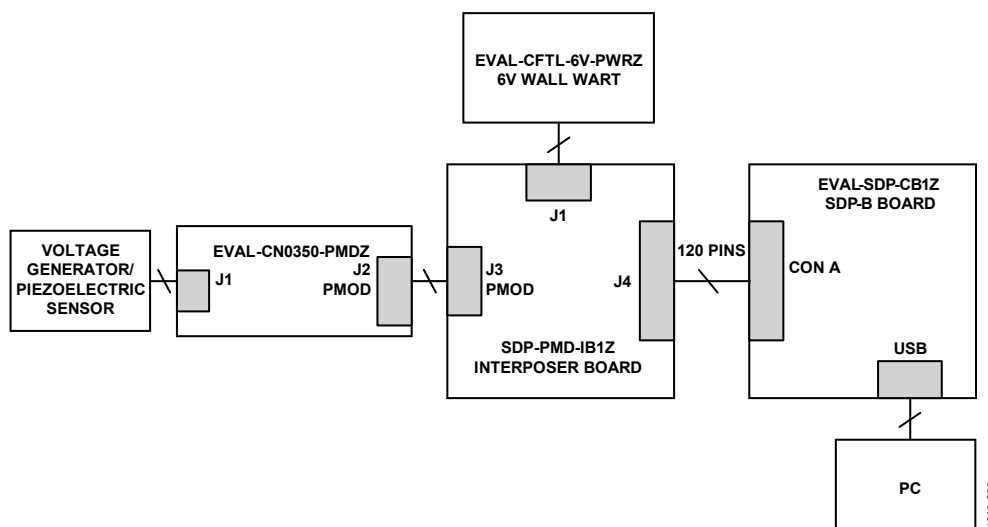 EVAL-CFTL-6V-PWRZ
6V WALL WART
J1
EVAL-SDP-CB1Z
SDP-B BOARD
VOLTAGE
GENERATOR/
PIEZOELECTRIC
SENSOR
J1
EVAL-CN0350-PMDZ
J2
PMOD
J3
PMOD
J4
120 PINS
CON A
SDP-PMD-IB1Z
INTERPOSER BOARD
USB
PC